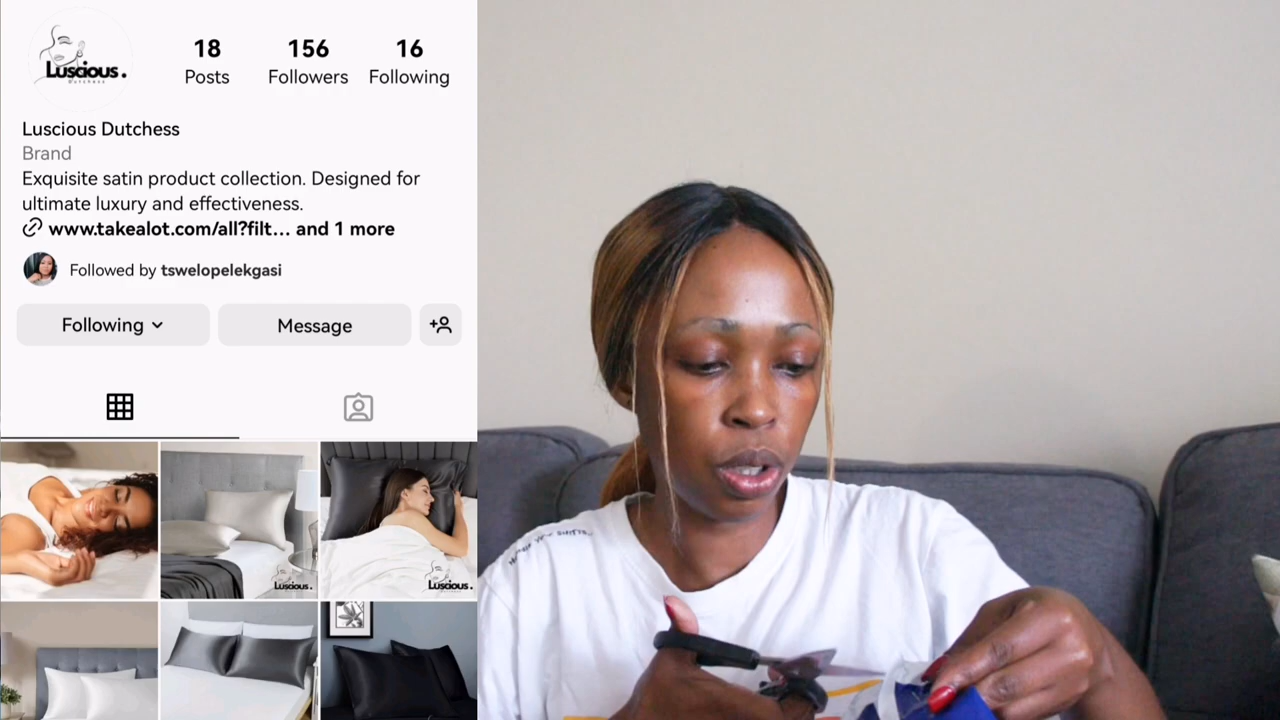 Luscious.
Dutchess
18
156
16
Posts
Followers
Following
Luscious Dutchess
Brand
Exquisite satin product collection. Designed for
ultimate luxury and effectiveness.
www.takealot.com/all?filt... and 1 more
Followed by tswelopelekgasi
Following
Message
Luscious.
Luscious.